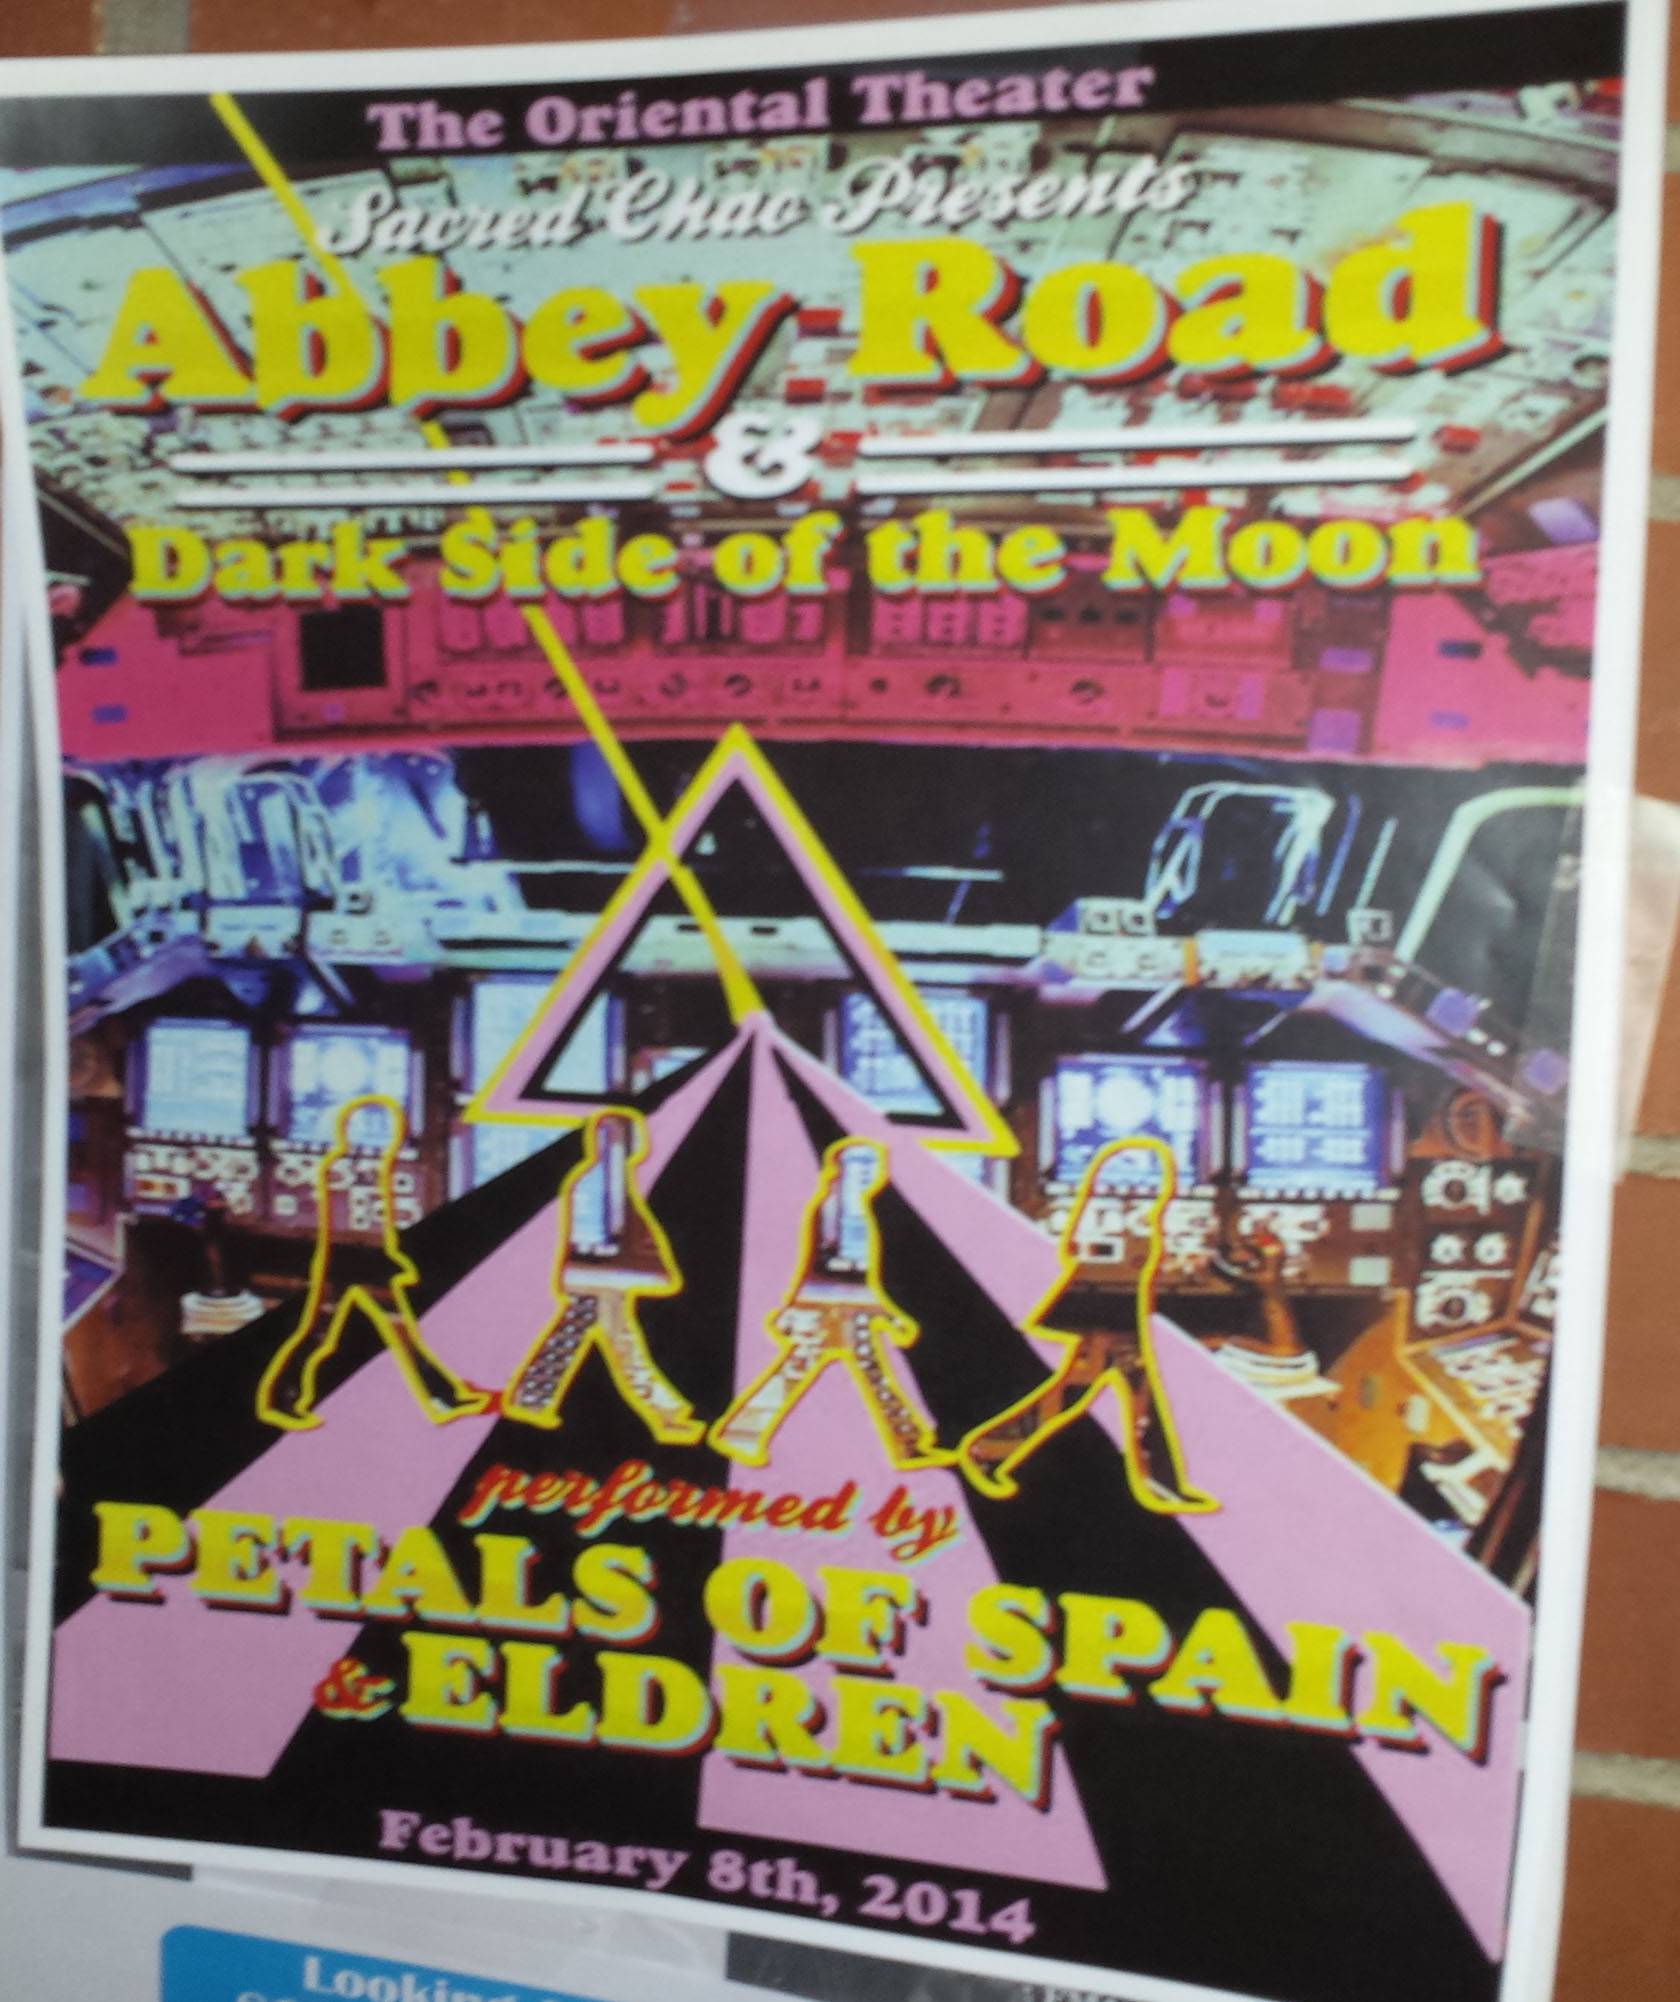 The Oriental Theater
Sacred Chao Presents
Abbey Road
&
Dark Side of the Moon
performed by
PETALS OF SPAIN
& ELDREN
February 8th, 2014
Looking